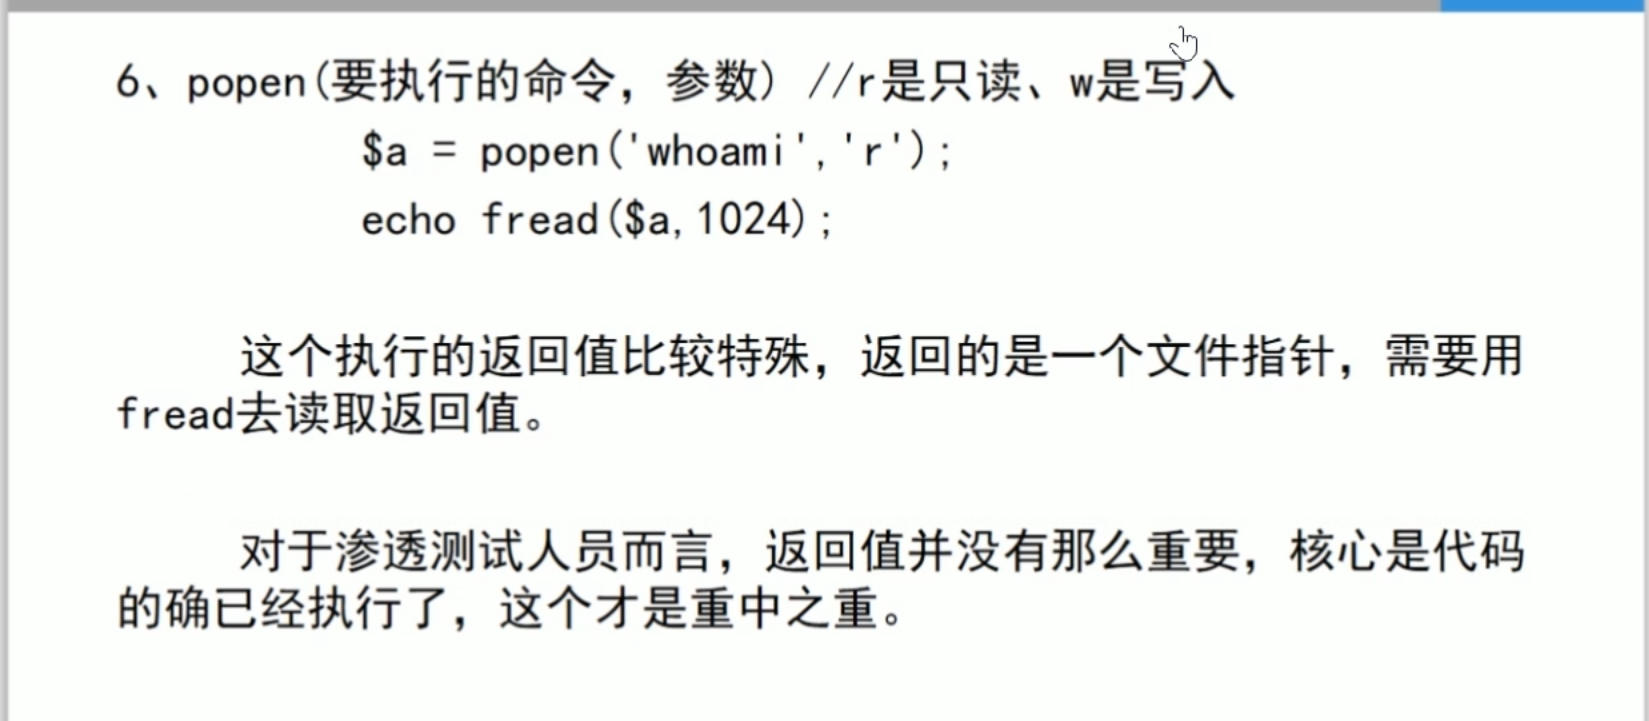 6、popen(要执行的命令，参数) //r是只读、w是写入
$a = popen('whoami','r');
echo fread($a,1024);
这个执行的返回值比较特殊，返回的是一个文件指针，需要用
fread去读取返回值。
对于渗透测试人员而言，返回值并没有那么重要，核心是代码
的确已经执行了，这个才是重中之重。